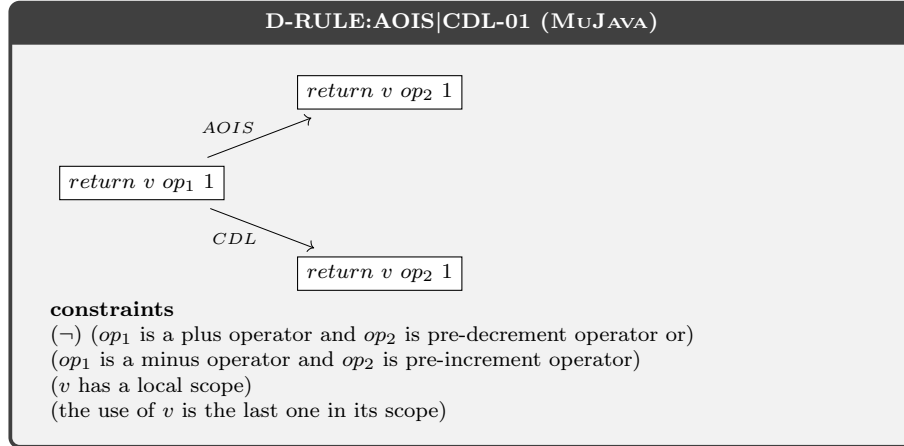 D-RULE:AOIS|CDL-01 (MuJava)
return v op₂ 1
AOIS
return v op₁ 1
CDL
return v op₂ 1
constraints
(¬) (op₁ is a plus operator and op₂ is pre-decrement operator or)
(op₁ is a minus operator and op₂ is pre-increment operator)
(v has a local scope)
(the use of v is the last one in its scope)